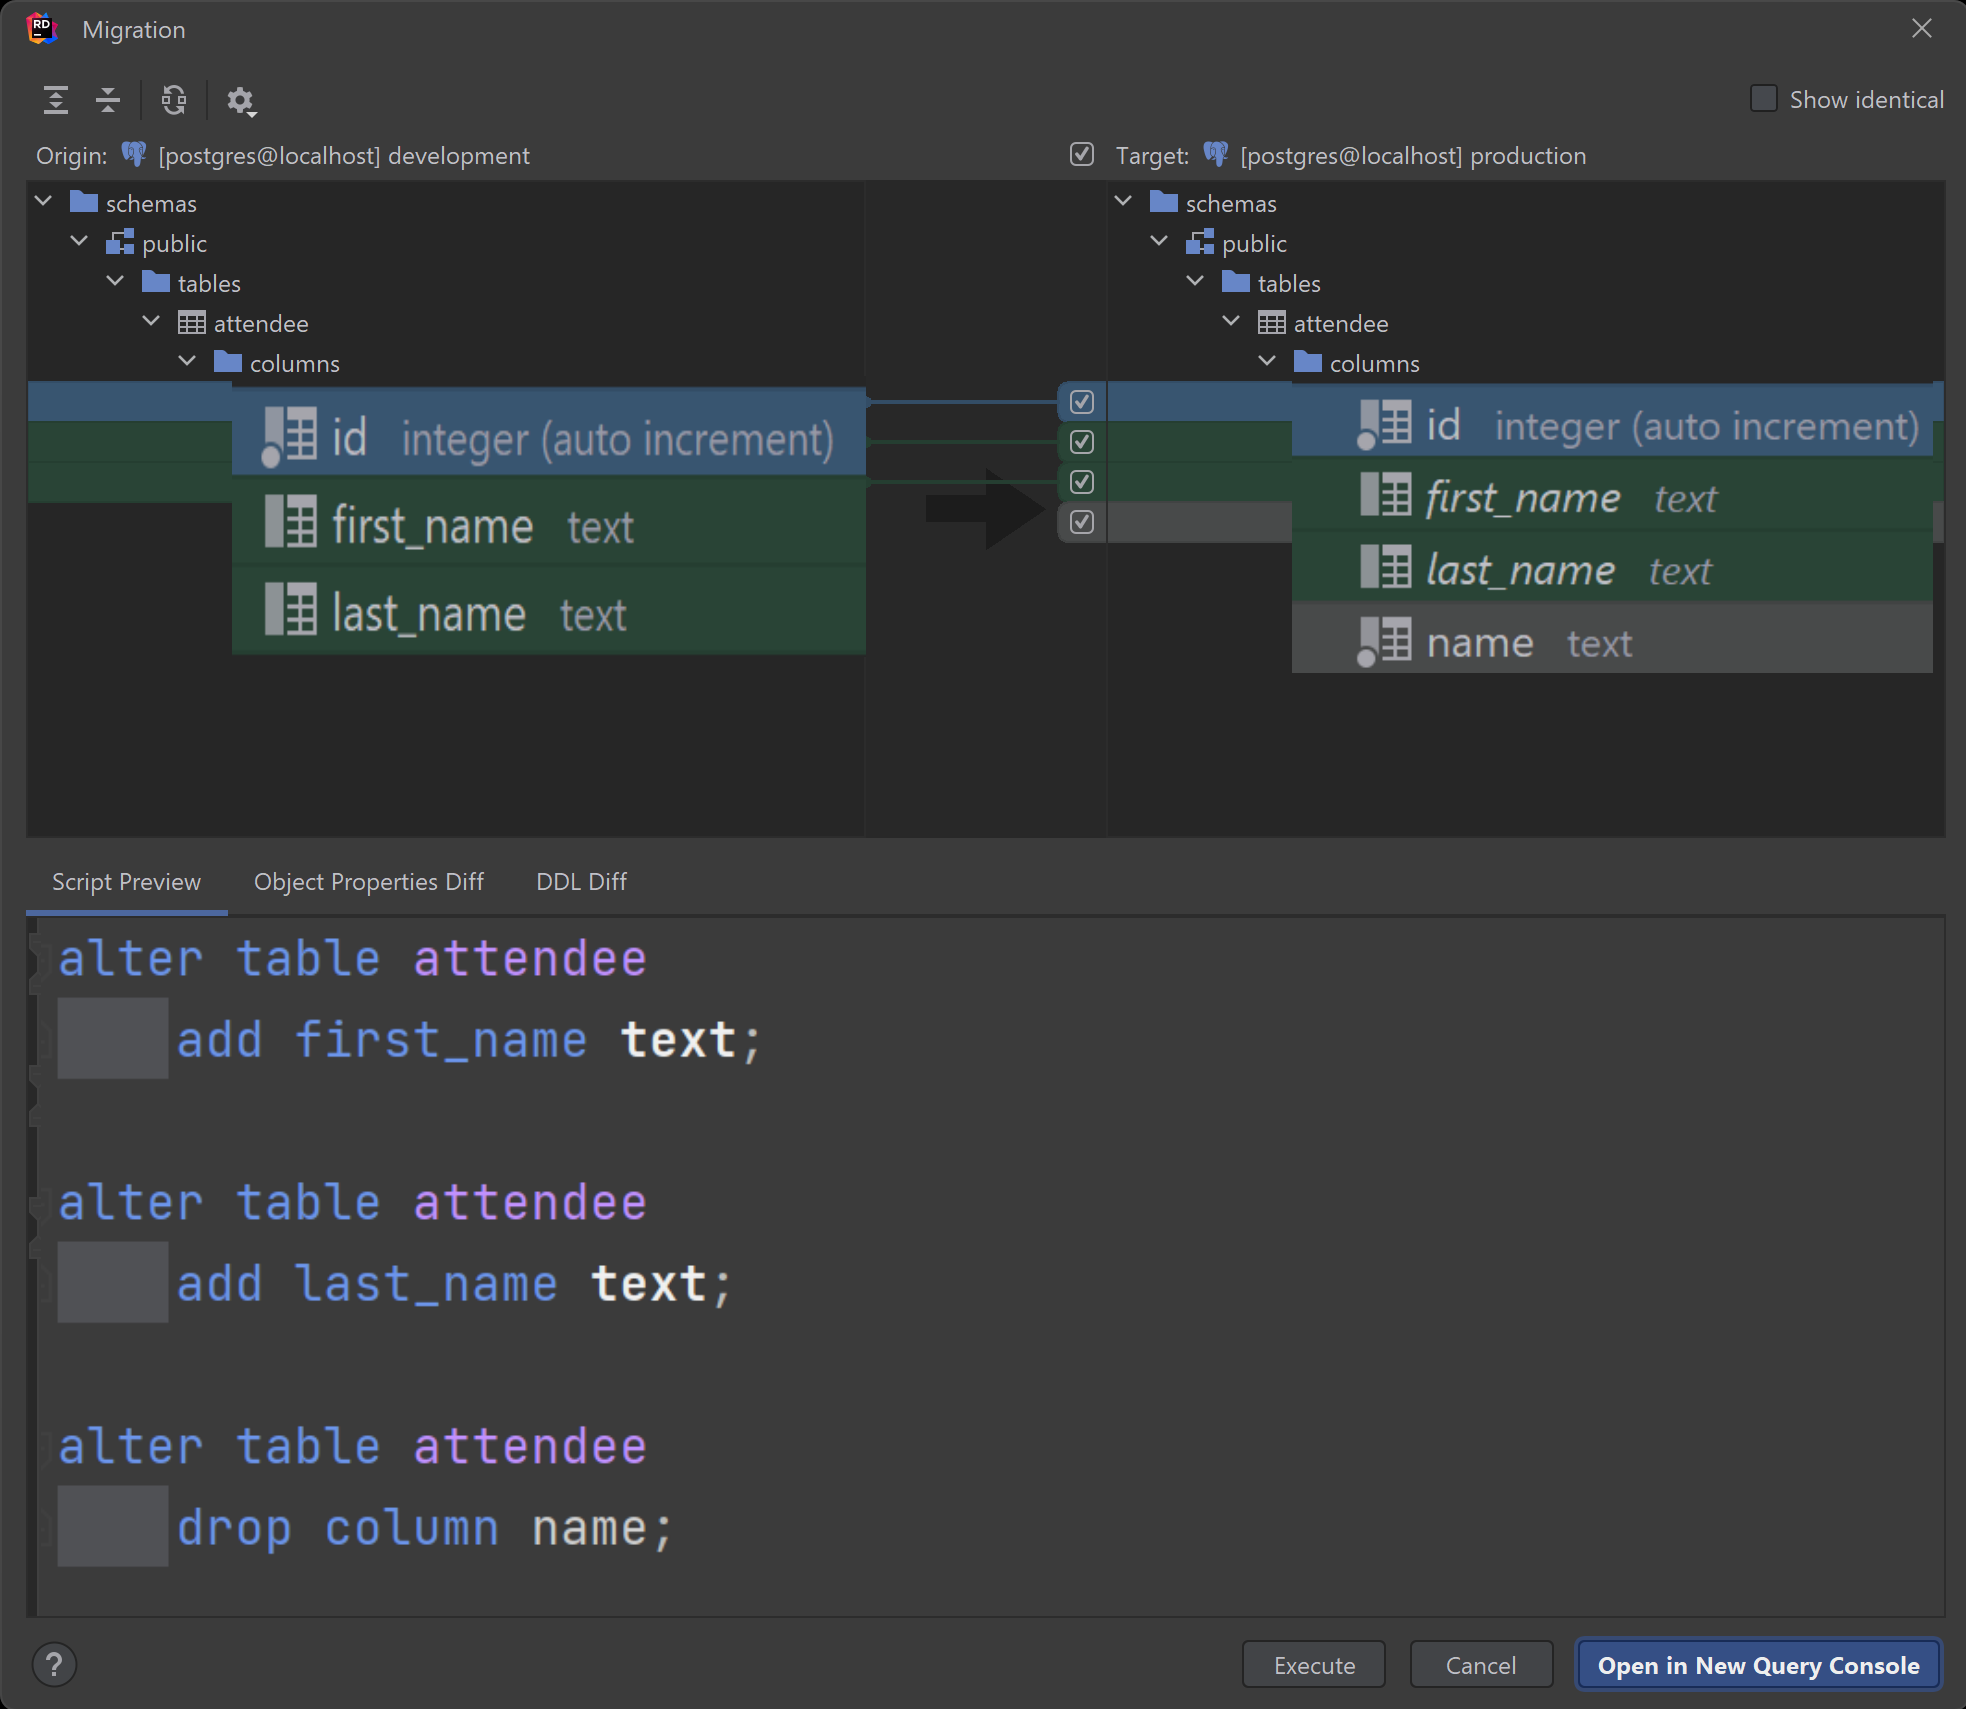 RD
Migration
Show identical
Origin: [postgres@localhost] development
Target: [postgres@localhost] production
schemas
public
tables
attendee
columns
id integer (auto increment)
first_name text
last_name text
schemas
public
tables
attendee
columns
id integer (auto increment)
first_name text
last_name text
name text
Script Preview Object Properties Diff DDL Diff
alter table attendee
add first_name text;
alter table attendee
add last_name text;
alter table attendee
drop column name;
?
Execute Cancel Open in New Query Console